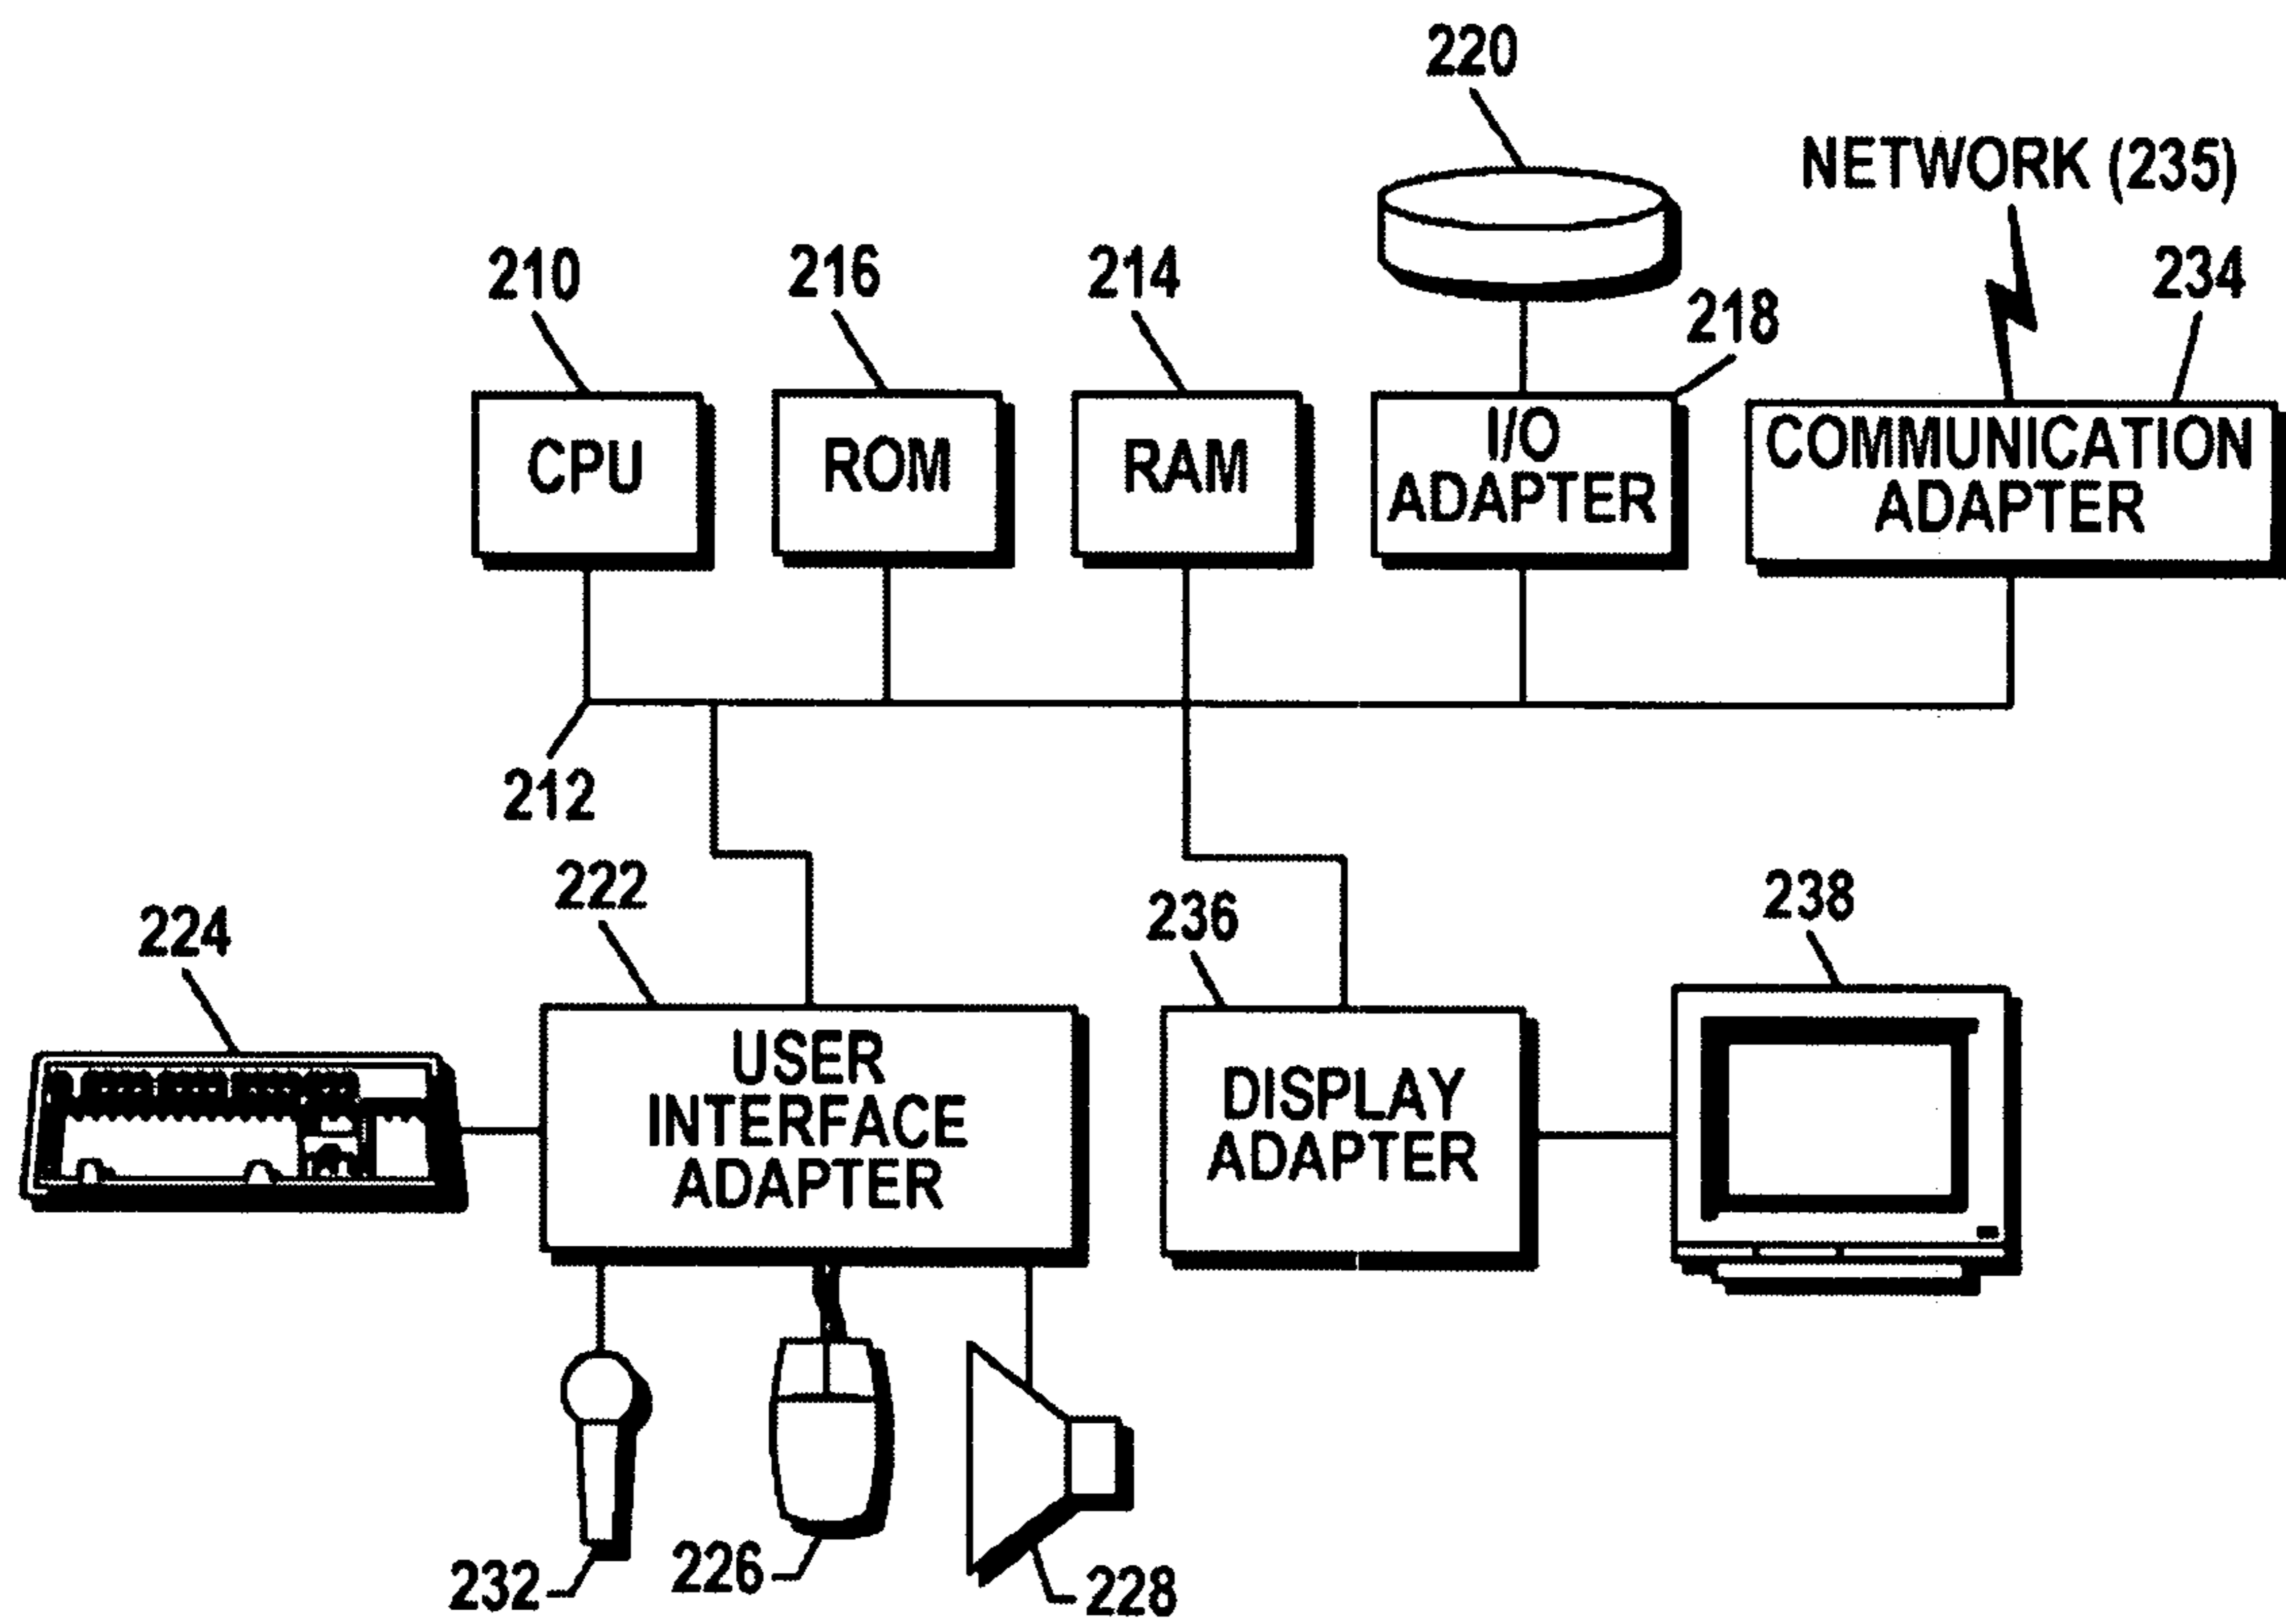 220
NETWORK (235)
210
216
214
218
234
CPU
ROM
RAM
I/O
ADAPTER
COMMUNICATION
ADAPTER
212
222
224
236
238
USER
INTERFACE
ADAPTER
DISPLAY
ADAPTER
232
226
228